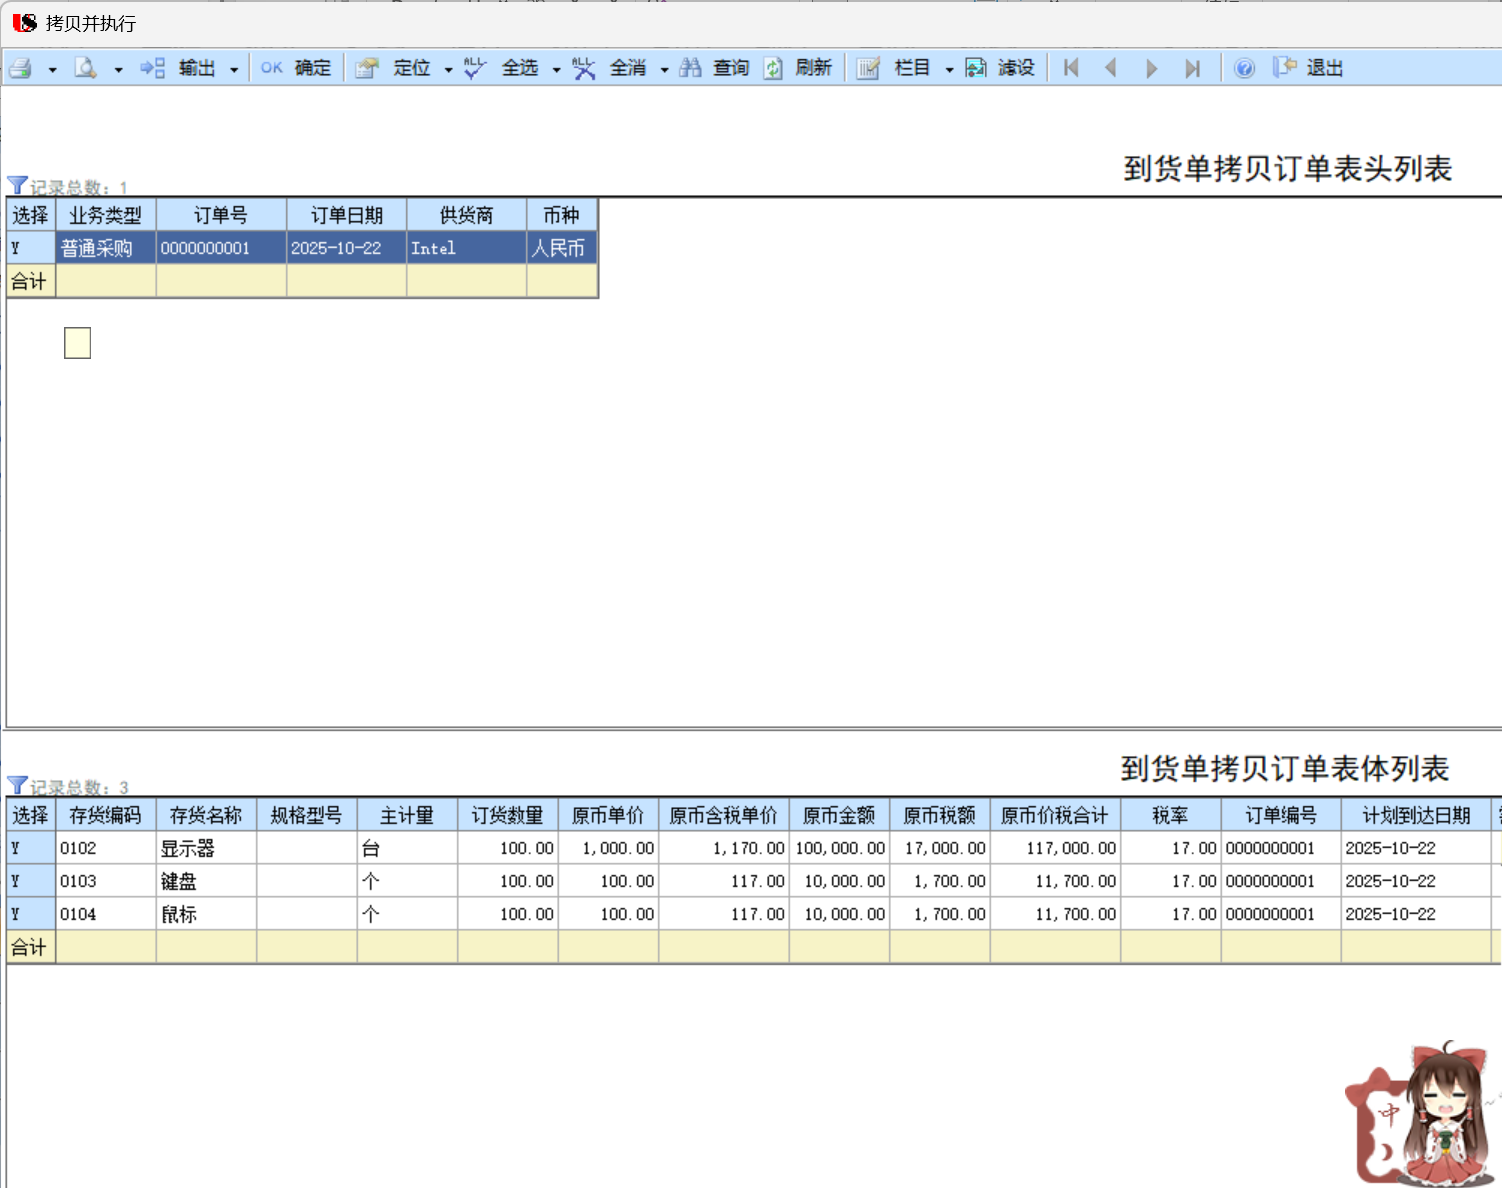 拷贝并执行
输出 OK 确定 定位 ALL 全选 ALL 全消 查询 刷新 栏目 滤设 退出
到货单拷贝订单表头列表
记录总数：1
选择 业务类型 订单号 订单日期 供货商 币种
Y 普通采购 0000000001 2025-10-22 Intel 人民币
合计
到货单拷贝订单表体列表
记录总数：3
选择 存货编码 存货名称 规格型号 主计量 订货数量 原币单价 原币含税单价 原币金额 原币税额 原币价税合计 税率 订单编号 计划到达日期
Y 0102 显示器 台 100.00 1,000.00 1,170.00 100,000.00 17,000.00 117,000.00 17.00 0000000001 2025-10-22
Y 0103 键盘 个 100.00 100.00 117.00 10,000.00 1,700.00 11,700.00 17.00 0000000001 2025-10-22
Y 0104 鼠标 个 100.00 100.00 117.00 10,000.00 1,700.00 11,700.00 17.00 0000000001 2025-10-22
合计
中